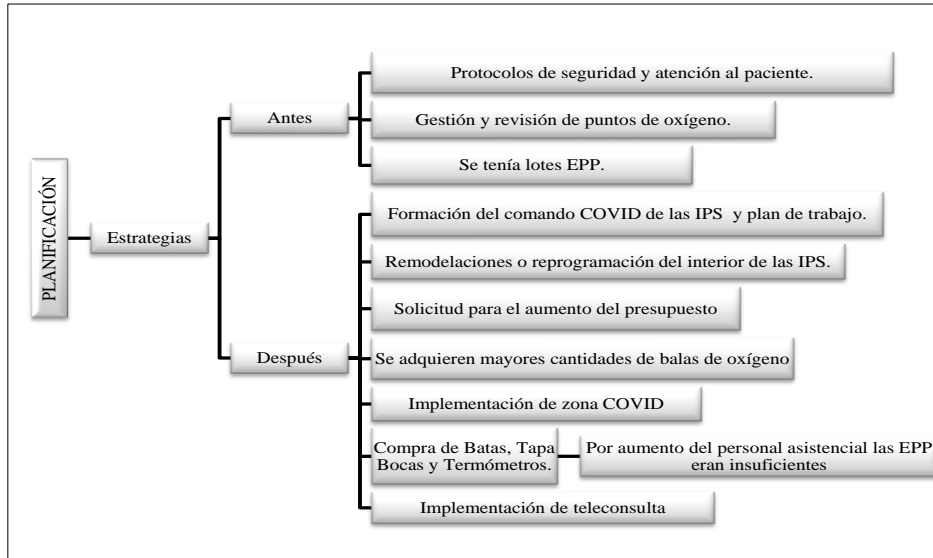 PLANIFICACIÓN
Estrategias
Antes
Protocolos de seguridad y atención al paciente.
Gestión y revisión de puntos de oxígeno.
Se tenía lotes EPP.
Después
Formación del comando COVID de las IPS y plan de trabajo.
Remodelaciones o reprogramación del interior de las IPS.
Solicitud para el aumento del presupuesto
Se adquieren mayores cantidades de balas de oxígeno
Implementación de zona COVID
Compra de Batas, Tapa
Bocas y Termómetros.
Por aumento del personal asistencial las EPP
eran insuficientes
Implementación de teleconsulta